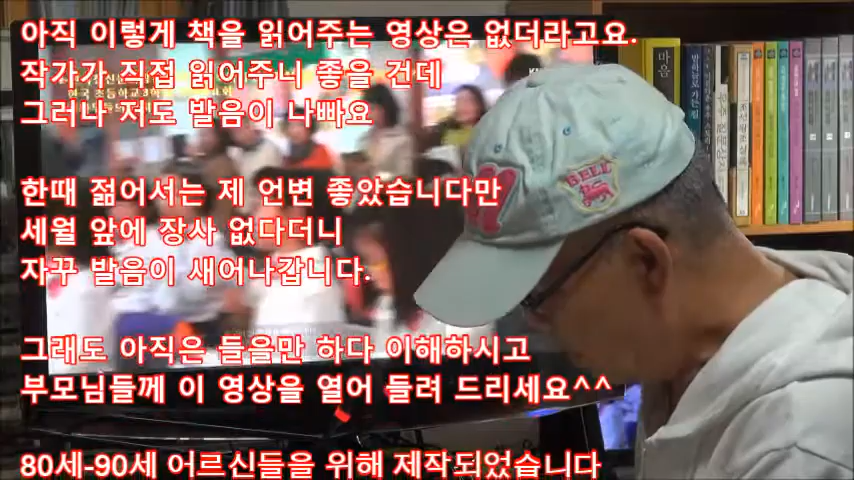 아직 이렇게 책을 읽어주는 영상은 없더라고요.
작가가 직접 읽어주니 좋을 건데
그러나 저도 발음이 나빠요
한때 젊어서는 제 언변 좋았습니다만
세월 앞에 장사 없다더니
자꾸 발음이 새어나갑니다.
그래도 아직은 들을만 하다 이해하시고
부모님들께 이 영상을 열어 들려 드리세요^^
80세-90세 어르신들을 위해 제작되었습니다
BELL
마음